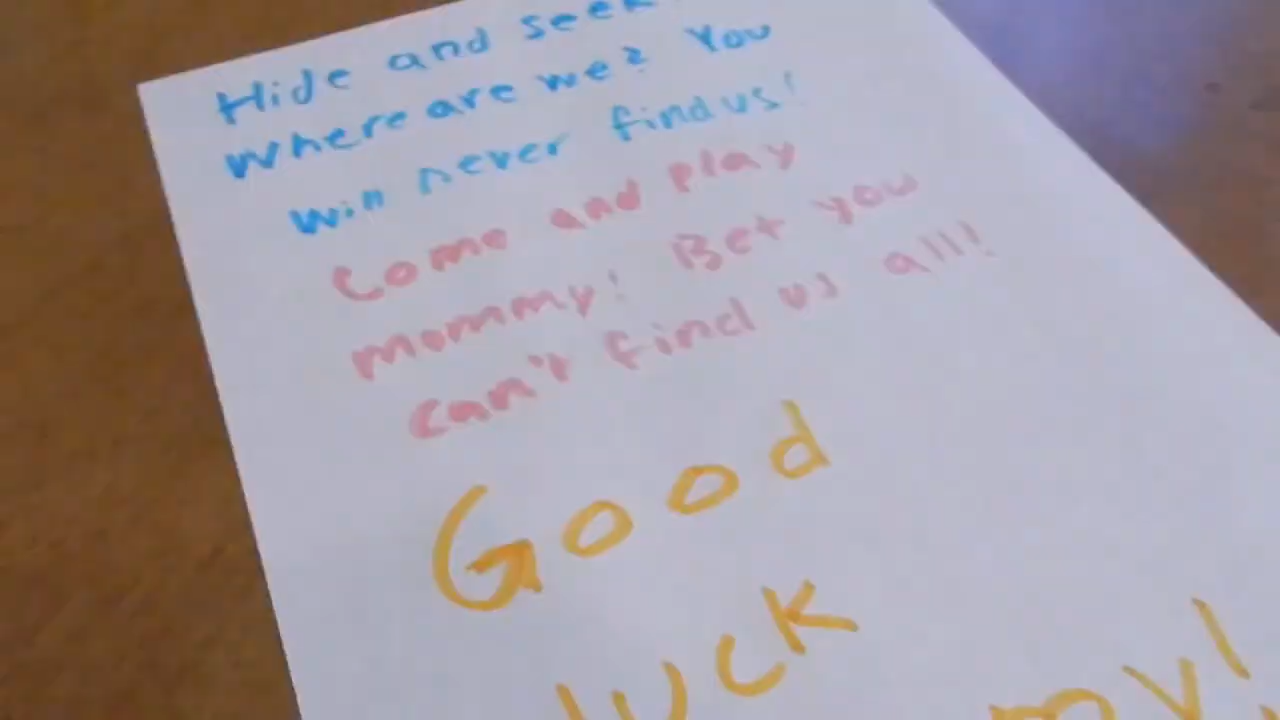 Hide and seek!
Where are we? You
will never find us!
Come and play
mommy! Bet you
can't find us all!
Good
luck